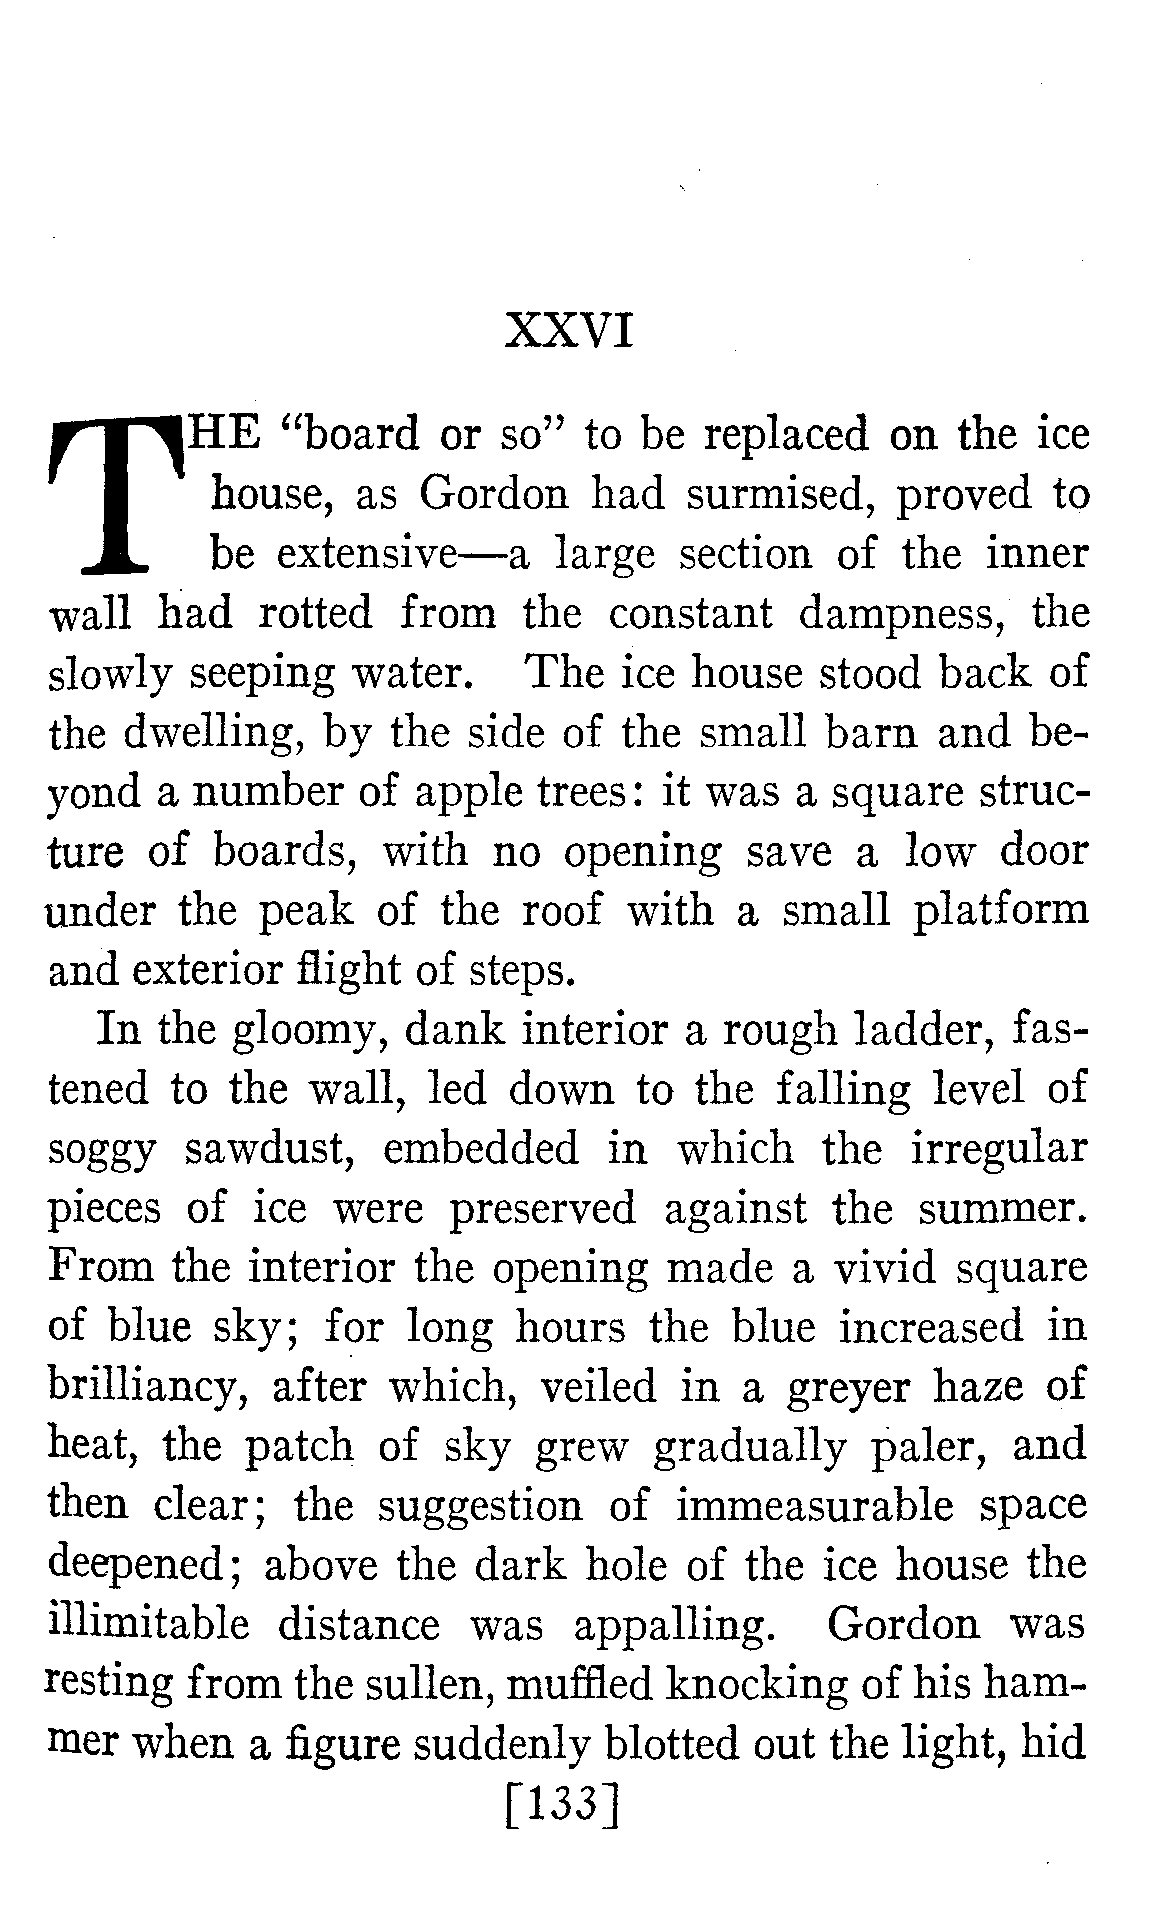 XXVI
THE “board or so” to be replaced on the ice
house, as Gordon had surmised, proved to
be extensive—a large section of the inner
wall had rotted from the constant dampness, the
slowly seeping water. The ice house stood back of
the dwelling, by the side of the small barn and be-
yond a number of apple trees: it was a square struc-
ture of boards, with no opening save a low door
under the peak of the roof with a small platform
and exterior flight of steps.
In the gloomy, dank interior a rough ladder, fas-
tened to the wall, led down to the falling level of
soggy sawdust, embedded in which the irregular
pieces of ice were preserved against the summer.
From the interior the opening made a vivid square
of blue sky; for long hours the blue increased in
brilliancy, after which, veiled in a greyer haze of
heat, the patch of sky grew gradually paler, and
then clear; the suggestion of immeasurable space
deepened; above the dark hole of the ice house the
illimitable distance was appalling. Gordon was
resting from the sullen, muffled knocking of his ham-
mer when a figure suddenly blotted out the light, hid
[133]